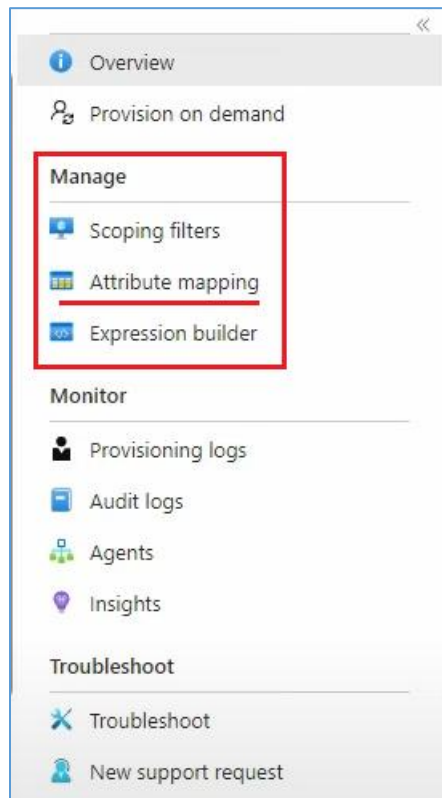 Overview
Provision on demand
Manage
Scoping filters
Attribute mapping
Expression builder
Monitor
Provisioning logs
Audit logs
Agents
Insights
Troubleshoot
Troubleshoot
New support request